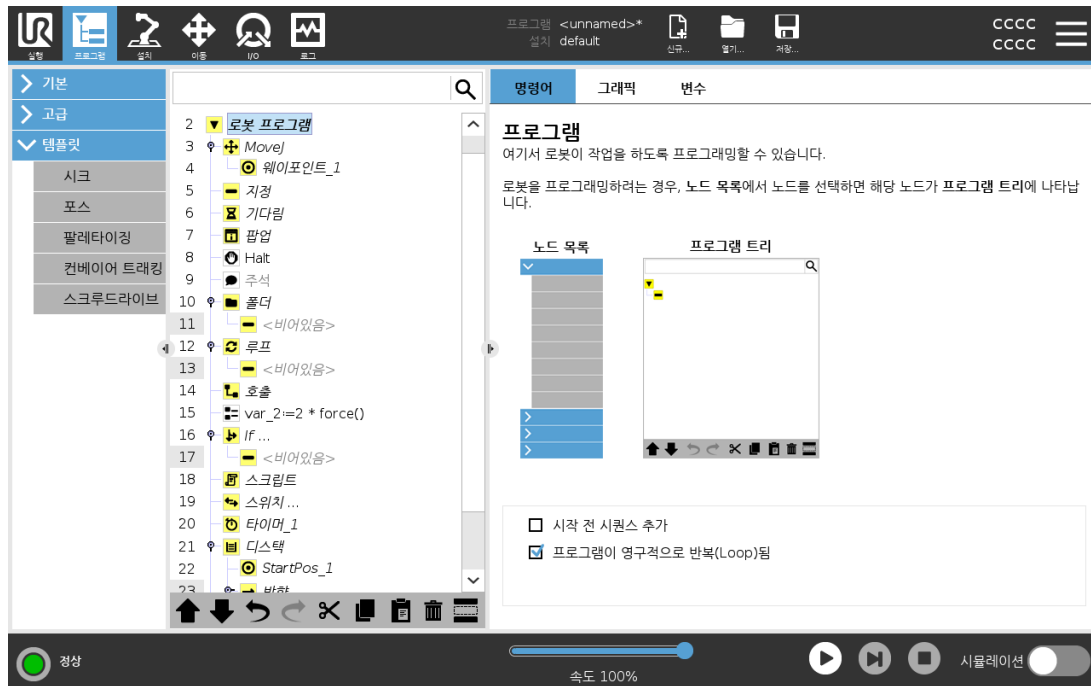 프로그램 <unnamed>*
설치 default
CCCC
CCCC
실행 프로그램 설치 이동 I/O 로그 신규... 열기... 저장...
기본
고급
템플릿
시크
포스
팔레타이징
컨베이어 트래킹
스크루드라이브
2 로봇 프로그램
3 MoveJ
4 웨이포인트_1
5 지정
6 기다림
7 팝업
8 Halt
9 주석
10 폴더
11 <비어있음>
12 루프
13 <비어있음>
14 호출
15 var_2:=2 * force()
16 If ...
17 <비어있음>
18 스크립트
19 스위치 ...
20 타이머_1
21 디스택
22 StartPos_1
23 방향
명령어 그래픽 변수
프로그램
여기서 로봇이 작업을 하도록 프로그래밍할 수 있습니다.
로봇을 프로그래밍하려는 경우, 노드 목록에서 노드를 선택하면 해당 노드가 프로그램 트리에 나타납
니다.
노드 목록 프로그램 트리
시작 전 시퀀스 추가
프로그램이 영구적으로 반복(Loop)됨
정상
속도 100%
시뮬레이션